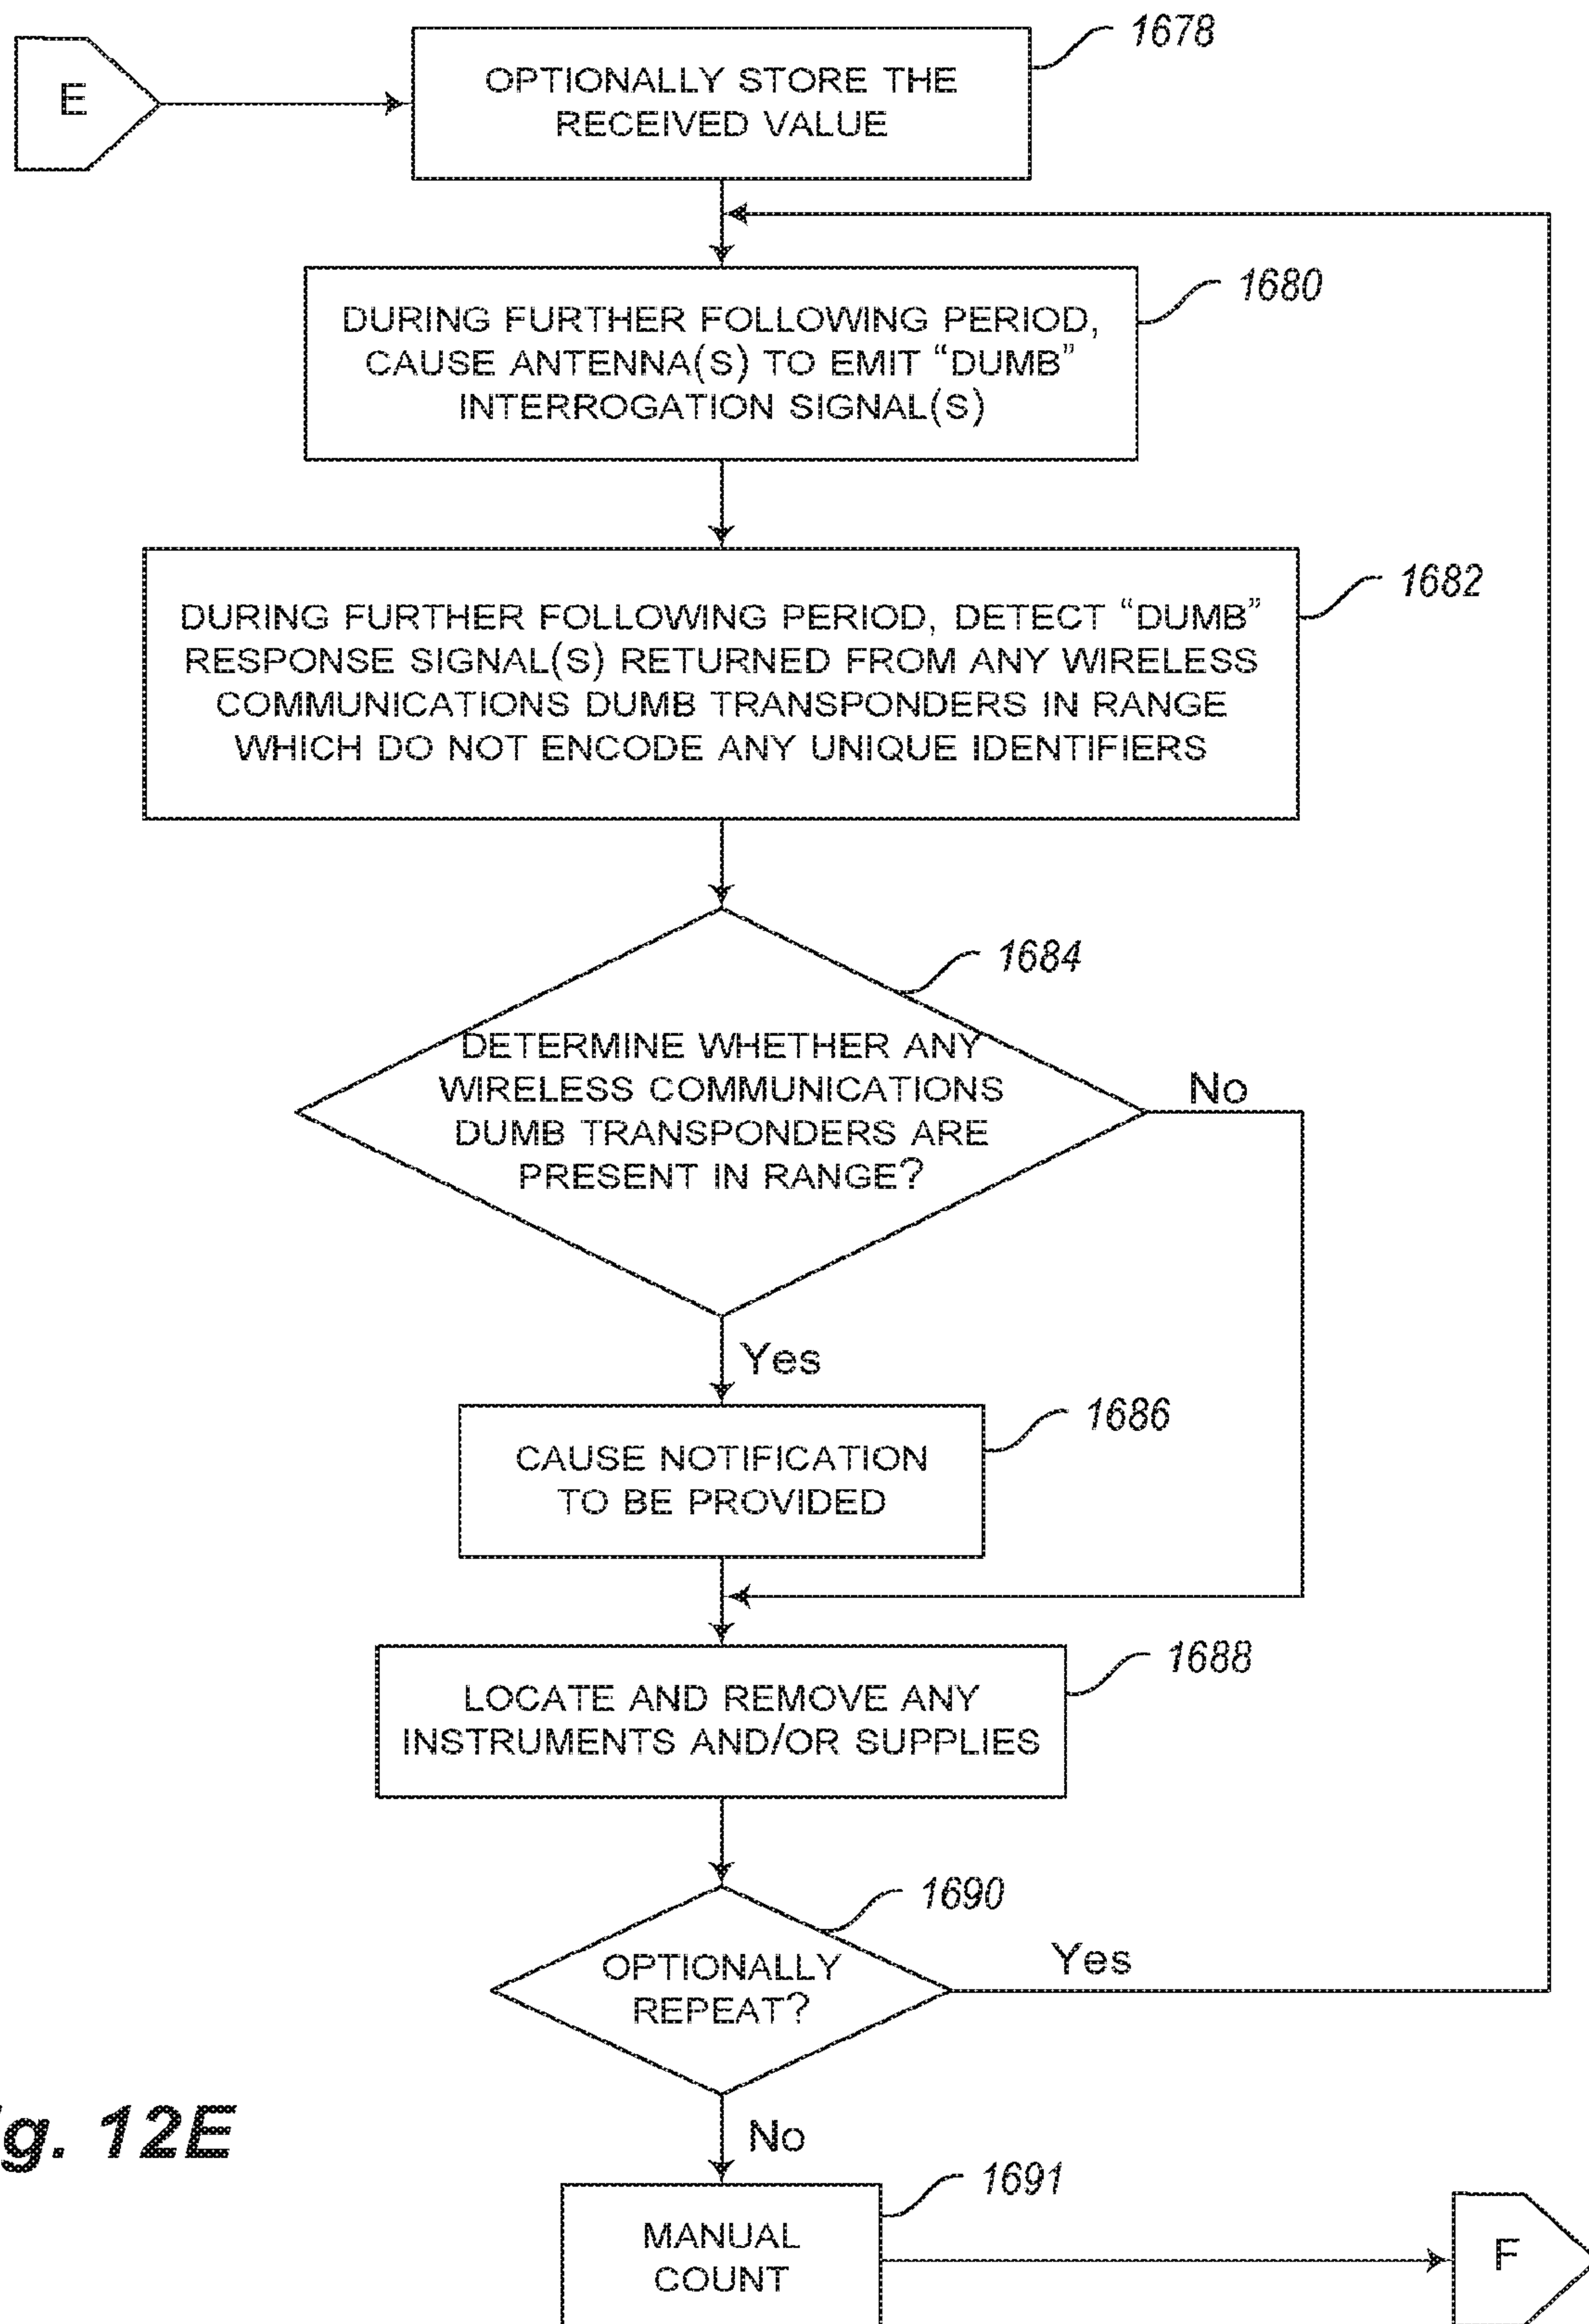 E
1678
OPTIONALLY STORE THE
RECEIVED VALUE
1680
DURING FURTHER FOLLOWING PERIOD,
CAUSE ANTENNA(S) TO EMIT “DUMB”
INTERROGATION SIGNAL(S)
1682
DURING FURTHER FOLLOWING PERIOD, DETECT “DUMB”
RESPONSE SIGNAL(S) RETURNED FROM ANY WIRELESS
COMMUNICATIONS DUMB TRANSPONDERS IN RANGE
WHICH DO NOT ENCODE ANY UNIQUE IDENTIFIERS
1684
DETERMINE WHETHER ANY
WIRELESS COMMUNICATIONS
DUMB TRANSPONDERS ARE
PRESENT IN RANGE?
No
Yes
1686
CAUSE NOTIFICATION
TO BE PROVIDED
1688
LOCATE AND REMOVE ANY
INSTRUMENTS AND/OR SUPPLIES
1690
OPTIONALLY
REPEAT?
Yes
No
g. 12E
1691
MANUAL
COUNT
F